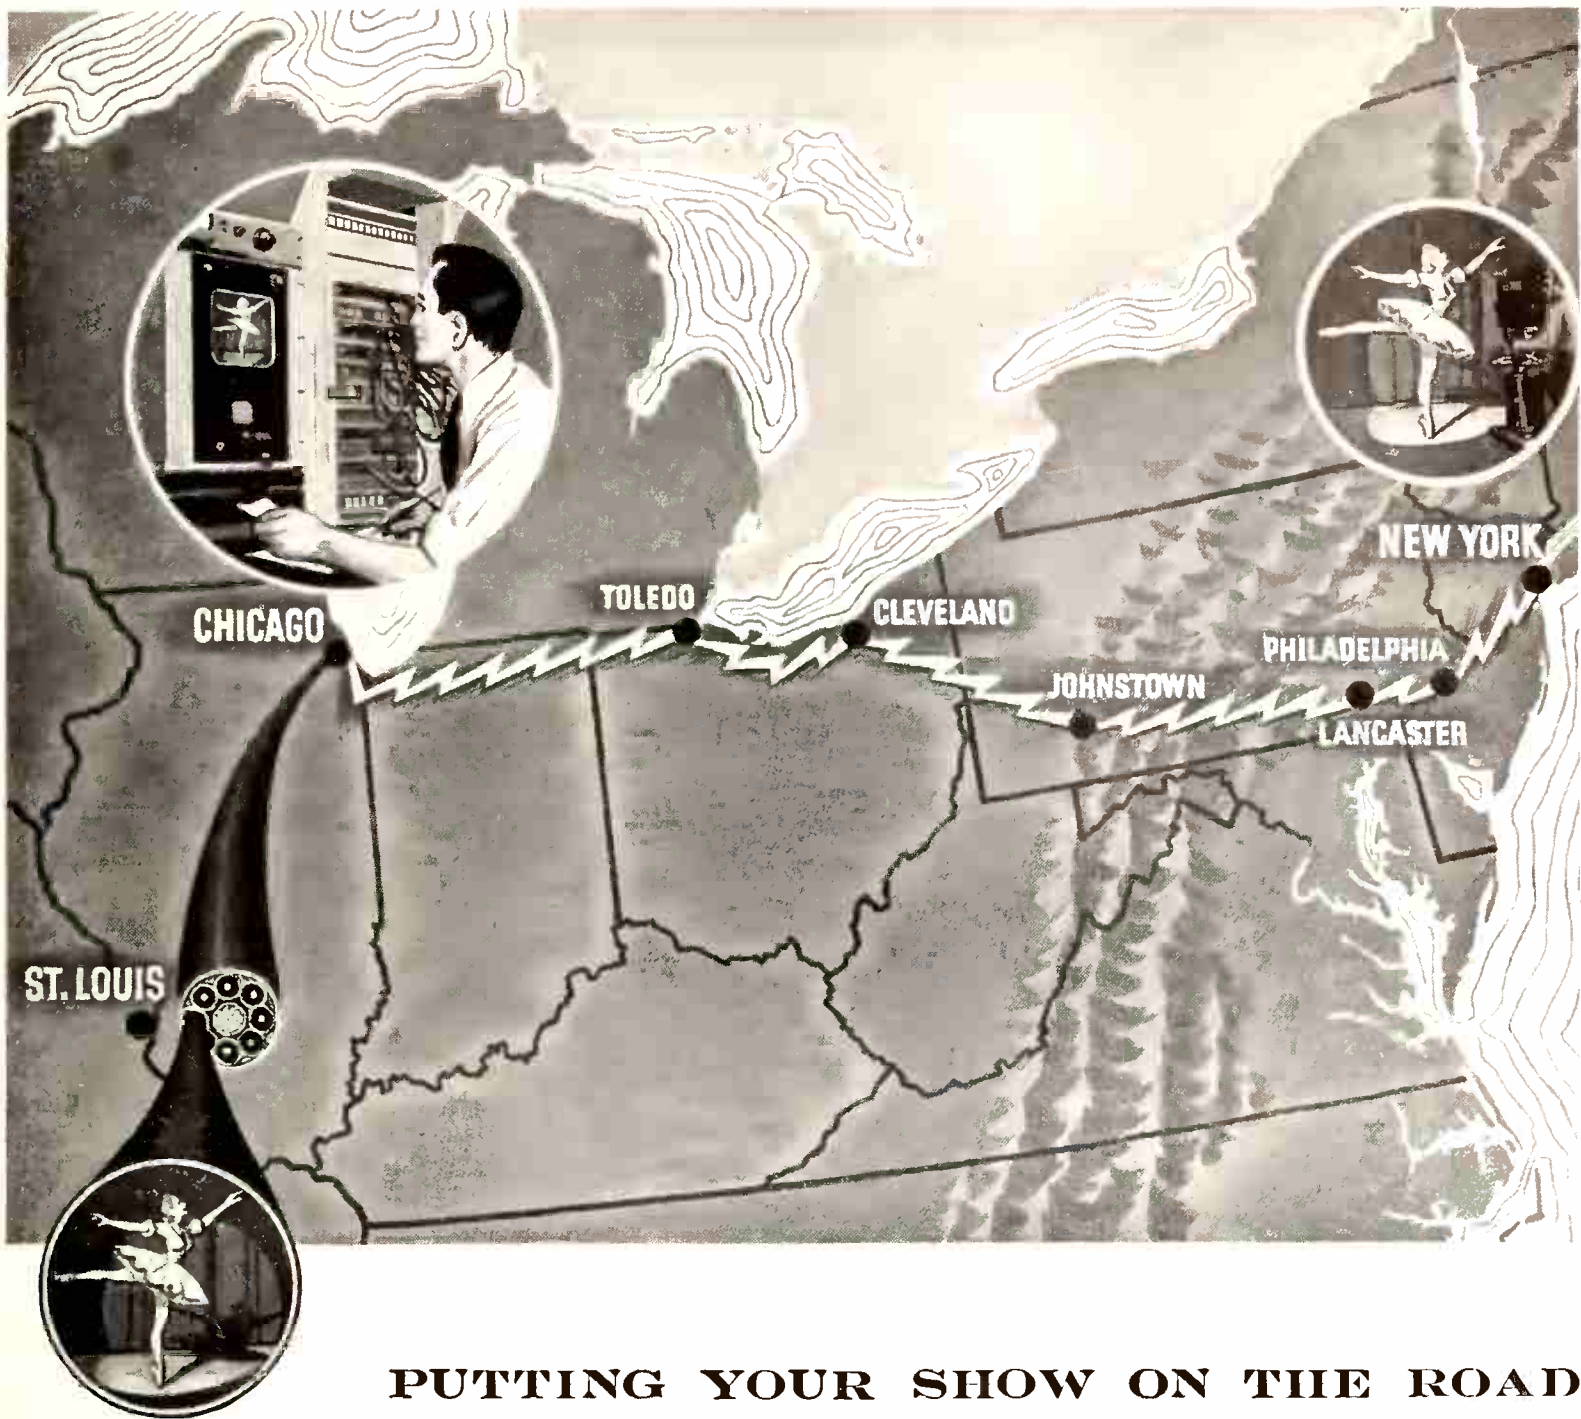 NEW YORK
TOLEDO
CLEVELAND
CHICAGO
PHILADELPHIA
JOHNSTOWN
LANCASTER
ST. LOUIS
PUTTING YOUR SHOW ON THE ROAD